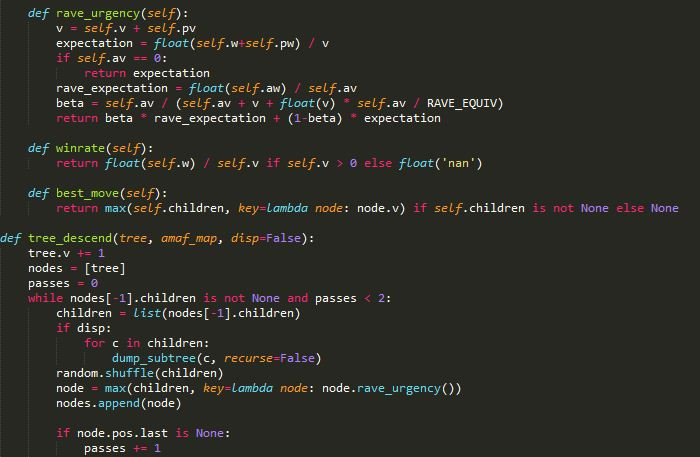 def rave_urgency(self):
        v = self.v + self.pv
        expectation = float(self.w+self.pw) / v
        if self.av == 0:
            return expectation
        rave_expectation = float(self.aw) / self.av
        beta = self.av / (self.av + v + float(v) * self.av / RAVE_EQUIV)
        return beta * rave_expectation + (1-beta) * expectation

    def winrate(self):
        return float(self.w) / self.v if self.v > 0 else float('nan')

    def best_move(self):
        return max(self.children, key=lambda node: node.v) if self.children is not None else None

def tree_descend(tree, amaf_map, disp=False):
    tree.v += 1
    nodes = [tree]
    passes = 0
    while nodes[-1].children is not None and passes < 2:
        children = list(nodes[-1].children)
        if disp:
            for c in children:
                dump_subtree(c, recurse=False)
        random.shuffle(children)
        node = max(children, key=lambda node: node.rave_urgency())
        nodes.append(node)

        if node.pos.last is None:
            passes += 1